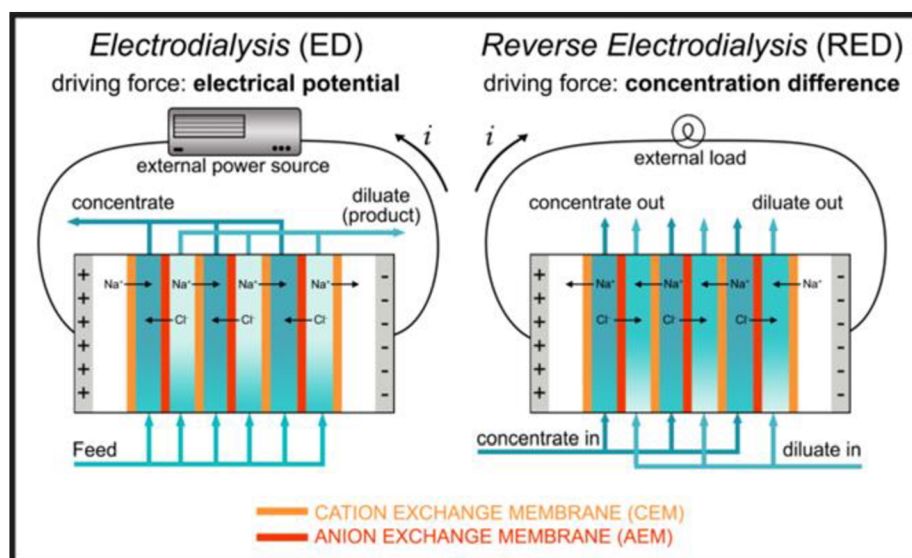 Electrodialysis (ED)
driving force: electrical potential
i
external power source
concentrate
diluate
(product)
+ + + + + +
- - - - - -
Na⁺ Na⁺ Na⁺ Na⁺
Cl⁻ Cl⁻ Cl⁻
Feed
Reverse Electrodialysis (RED)
driving force: concentration difference
i
external load
concentrate out
diluate out
+ + + + + +
- - - - - -
Na⁺ Na⁺ Na⁺ Na⁺
Cl⁻ Cl⁻ Cl⁻
concentrate in
diluate in
CATION EXCHANGE MEMBRANE (CEM)
ANION EXCHANGE MEMBRANE (AEM)